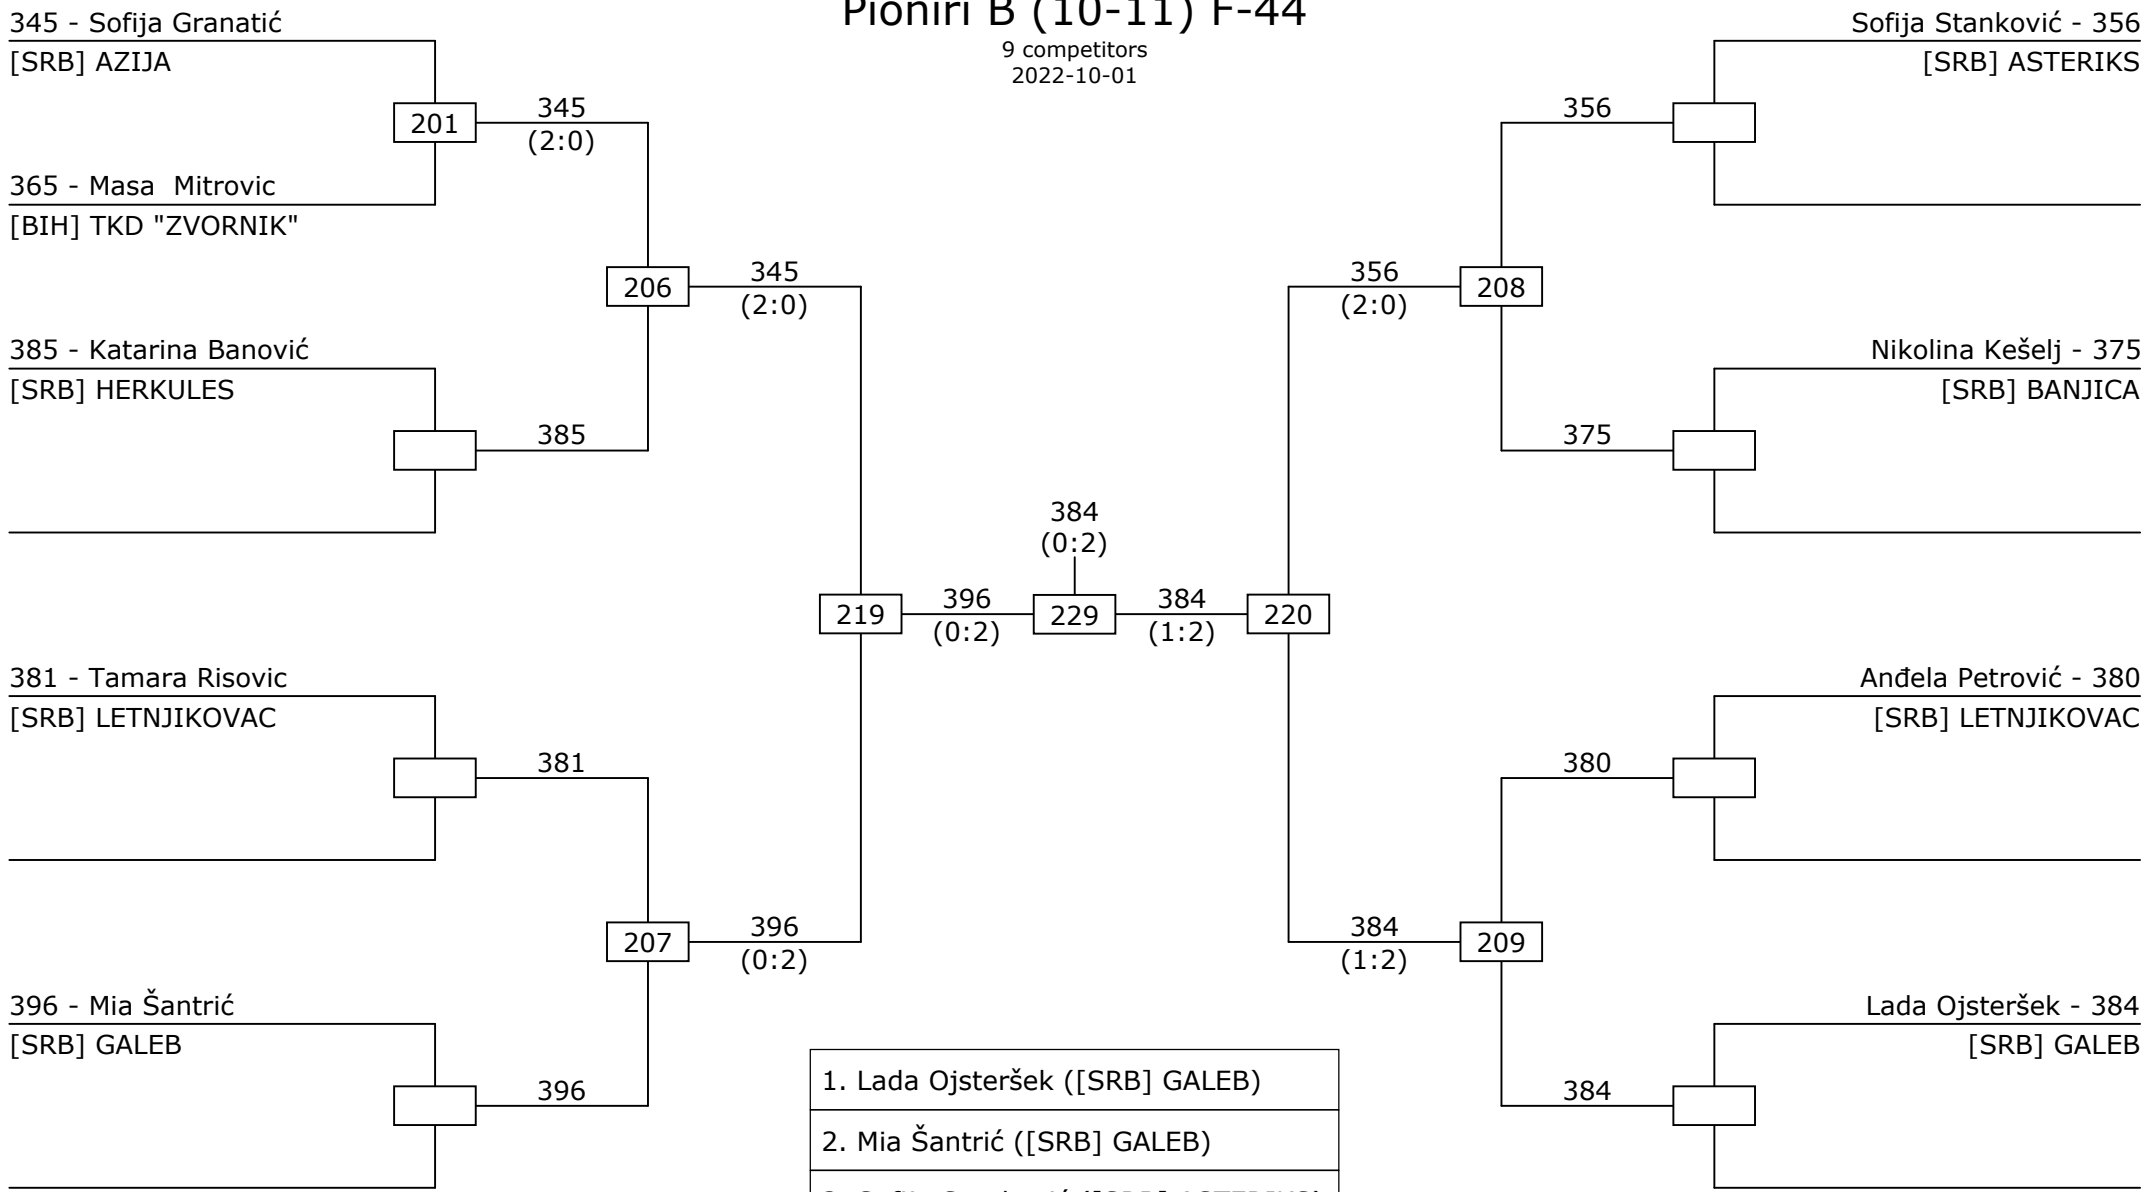 Pioniri B (10-11) F-44
9 competitors
2022-10-01
345 - Sofija Granatić
[SRB] AZIJA
201
345
(2:0)
365 - Masa  Mitrovic
[BIH] TKD "ZVORNIK"
206
345
(2:0)
385 - Katarina Banović
[SRB] HERKULES
385
381 - Tamara Risovic
[SRB] LETNJIKOVAC
381
207
396
(0:2)
396 - Mia Šantrić
[SRB] GALEB
396
219
396
(0:2)
384
(0:2)
229
384
(1:2)
220
Sofija Stanković - 356
[SRB] ASTERIKS
356
356
(2:0)
208
Nikolina Kešelj - 375
[SRB] BANJICA
375
Anđela Petrović - 380
[SRB] LETNJIKOVAC
380
384
(1:2)
209
Lada Ojsteršek - 384
[SRB] GALEB
384
1. Lada Ojsteršek ([SRB] GALEB)
2. Mia Šantrić ([SRB] GALEB)
3. Sofija Stanković ([SRB] ASTERIKS)